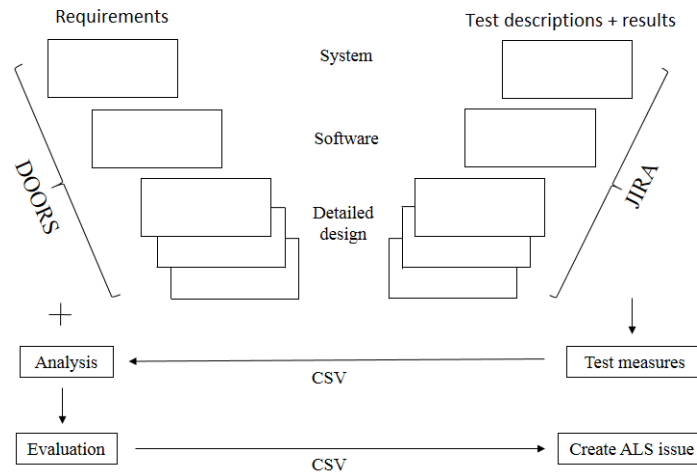 Requirements
Test descriptions + results
System
Software
Detailed
design
DOORS
JIRA
Analysis
CSV
Test measures
Evaluation
CSV
Create ALS issue